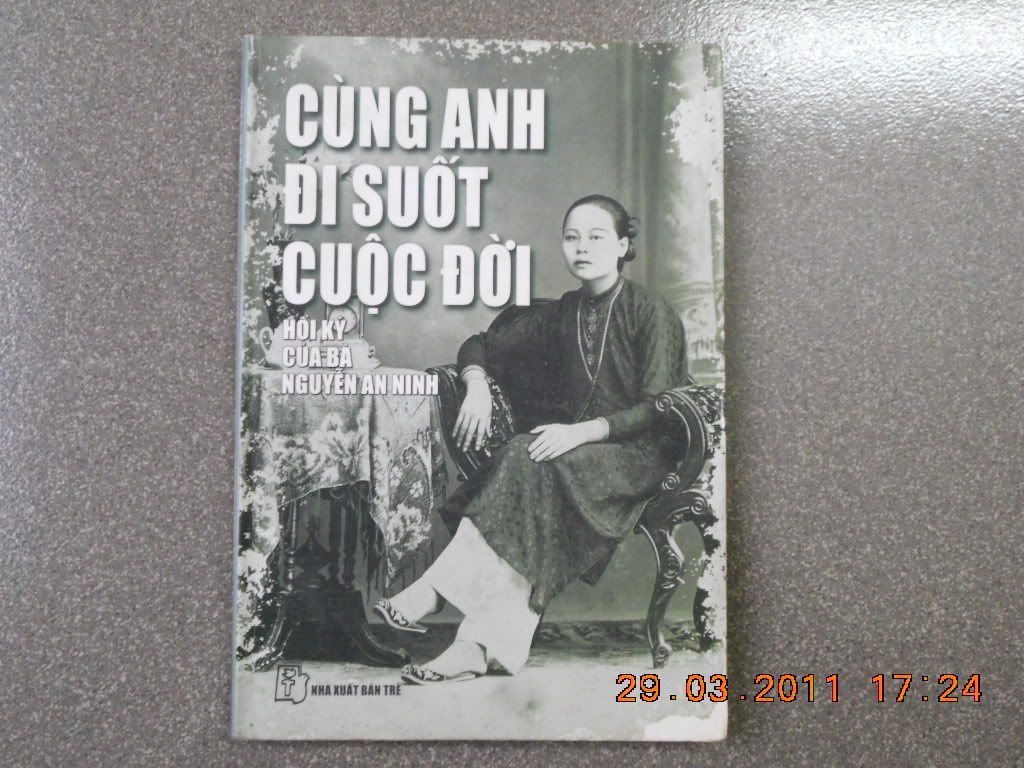 CÙNG ANH
ĐI SUỐT
CUỘC ĐỜI
HỒI KÝ
CỦA BÀ
NGUYỄN AN NINH
NHÀ XUẤT BẢN TRẺ
29.03.2011 17:24